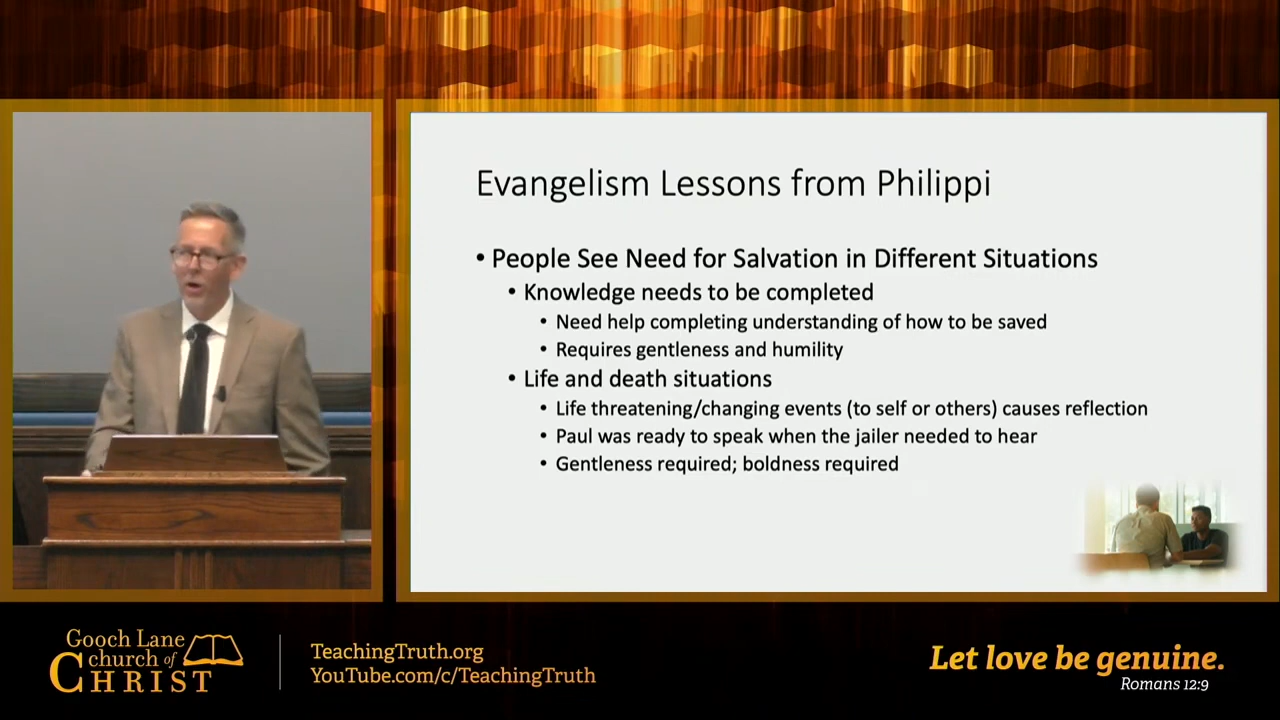 Evangelism Lessons from Philippi
• People See Need for Salvation in Different Situations
• Knowledge needs to be completed
• Need help completing understanding of how to be saved
• Requires gentleness and humility
• Life and death situations
• Life threatening/changing events (to self or others) causes reflection
• Paul was ready to speak when the jailer needed to hear
• Gentleness required; boldness required
Gooch Lane
church of
CHRIST
TeachingTruth.org
YouTube.com/c/TeachingTruth
Let love be genuine.
Romans 12:9